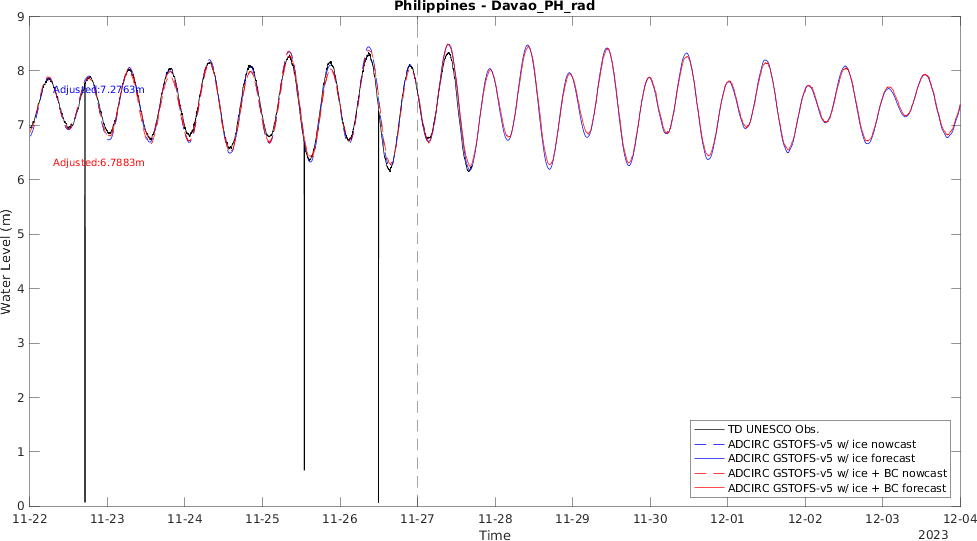 Philippines - Davao_PH_rad
9
8
7
6
5
4
3
2
1
0
Water Level (m)
Adjusted:7.2763m
Adjusted:6.7883m
TD UNESCO Obs.
ADCIRC GSTOFS-v5 w/ ice nowcast
ADCIRC GSTOFS-v5 w/ ice forecast
ADCIRC GSTOFS-v5 w/ ice + BC nowcast
ADCIRC GSTOFS-v5 w/ ice + BC forecast
11-22 11-23 11-24 11-25 11-26 11-27 11-28 11-29 11-30 12-01 12-02 12-03 12-04
Time
2023